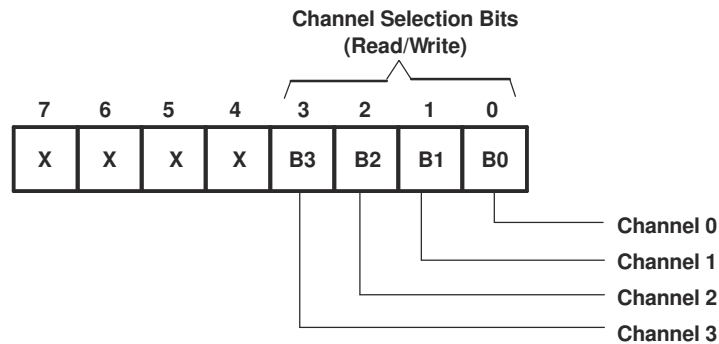 Channel Selection Bits
(Read/Write)
7 6 5 4 3 2 1 0
X X X X B3 B2 B1 B0
Channel 0
Channel 1
Channel 2
Channel 3